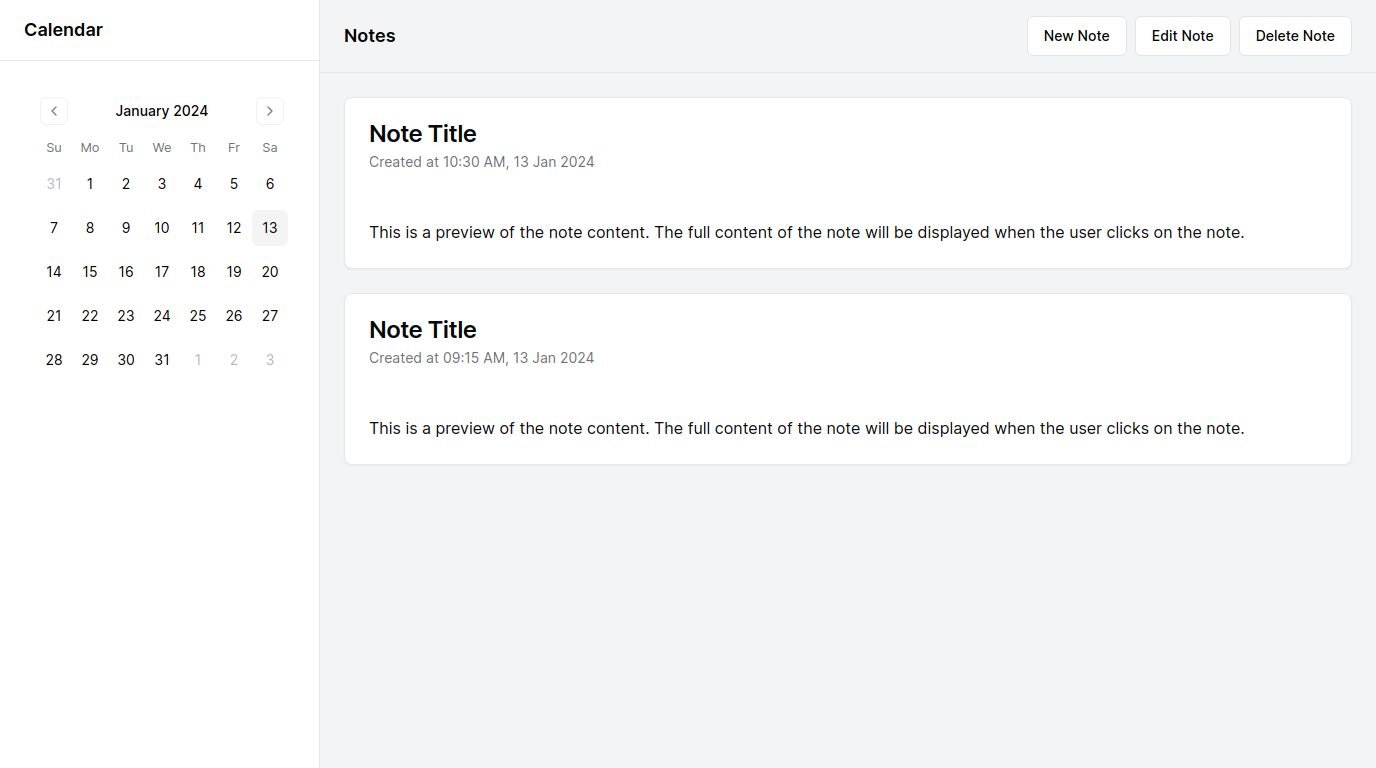 Calendar
January 2024
Su Mo Tu We Th Fr Sa
31 1 2 3 4 5 6
7 8 9 10 11 12 13
14 15 16 17 18 19 20
21 22 23 24 25 26 27
28 29 30 31 1 2 3
Notes
New Note Edit Note Delete Note
Note Title
Created at 10:30 AM, 13 Jan 2024
This is a preview of the note content. The full content of the note will be displayed when the user clicks on the note.
Note Title
Created at 09:15 AM, 13 Jan 2024
This is a preview of the note content. The full content of the note will be displayed when the user clicks on the note.